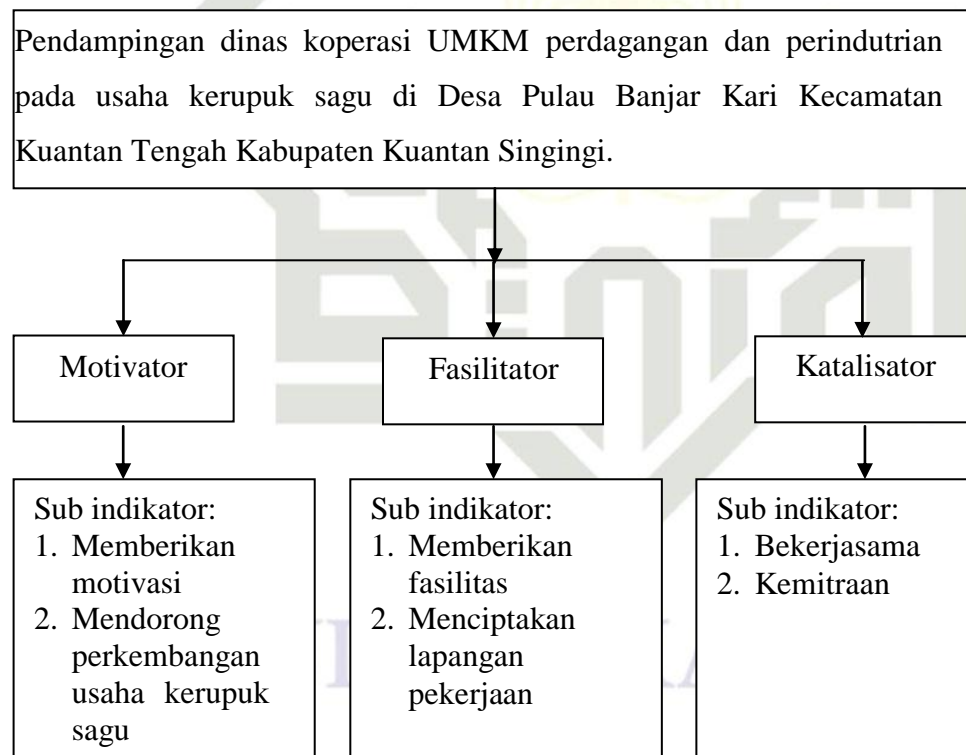 Pendampingan dinas koperasi UMKM perdagangan dan perindutrian
pada usaha kerupuk sagu di Desa Pulau Banjar Kari Kecamatan
Kuantan Tengah Kabupaten Kuantan Singingi.
Motivator
Fasilitator
Katalisator
Sub indikator:
1. Memberikan
motivasi
2. Mendorong
perkembangan
usaha kerupuk
sagu
Sub indikator:
1. Memberikan
fasilitas
2. Menciptakan
lapangan
pekerjaan
Sub indikator:
1. Bekerjasama
2. Kemitraan